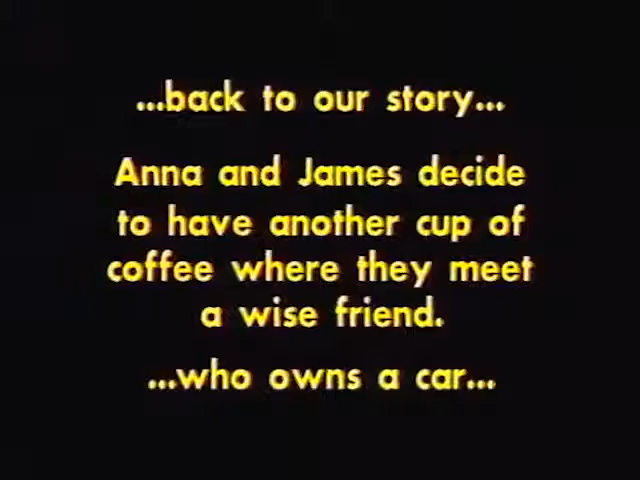 ...back to our story...
Anna and James decide
to have another cup of
coffee where they meet
a wise friend.
...who owns a car...